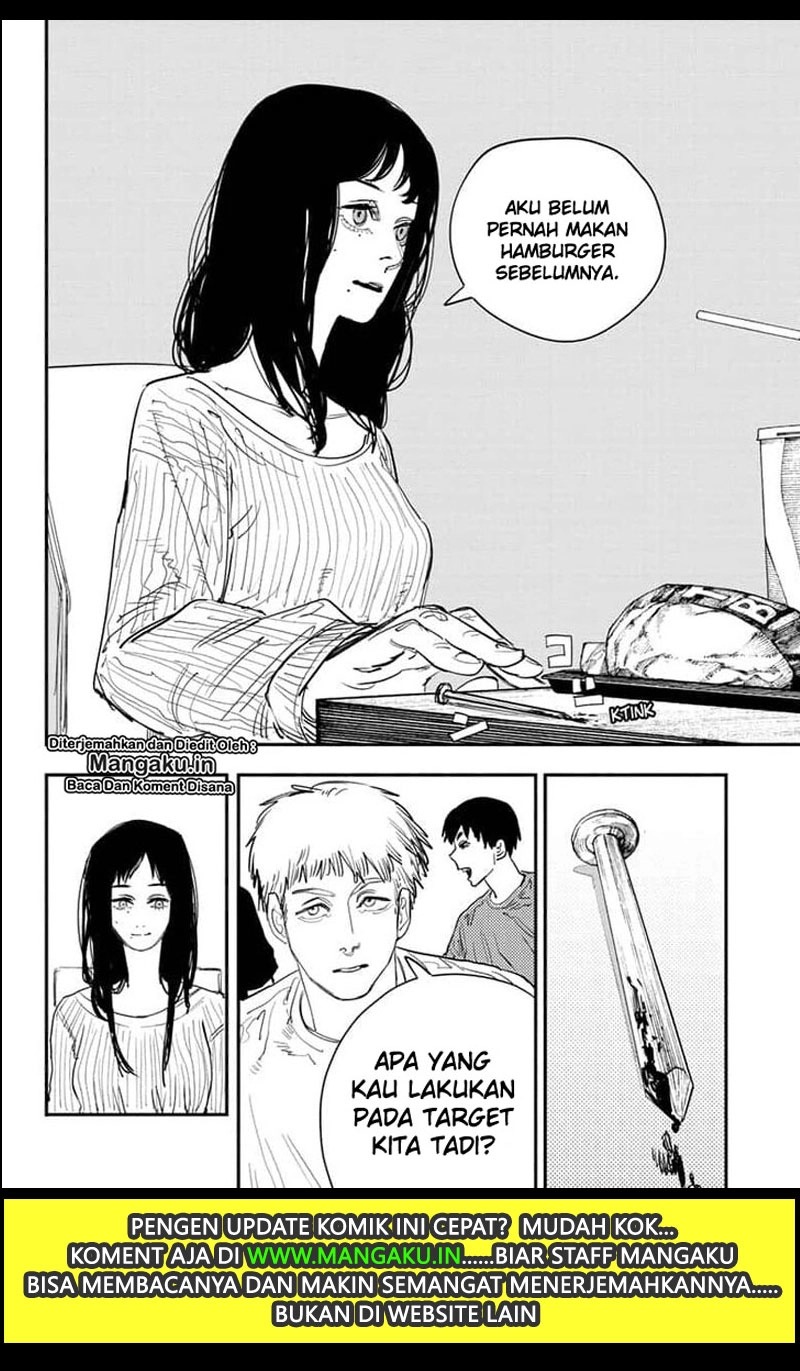 AKU BELUM
PERNAH MAKAN
HAMBURGER
SEBELUMNYA.
KTINK
Diterjemahkan dan Diedit Oleh :
Mangaku.in
Baca Dan Koment Disana
APA YANG
KAU LAKUKAN
PADA TARGET
KITA TADI?
PENGEN UPDATE KOMIK INI CEPAT? MUDAH KOK...
KOMENT AJA DI WWW.MANGAKU.IN......BIAR STAFF MANGAKU
BISA MEMBACANYA DAN MAKIN SEMANGAT MENERJEMAHKANNYA.....
BUKAN DI WEBSITE LAIN